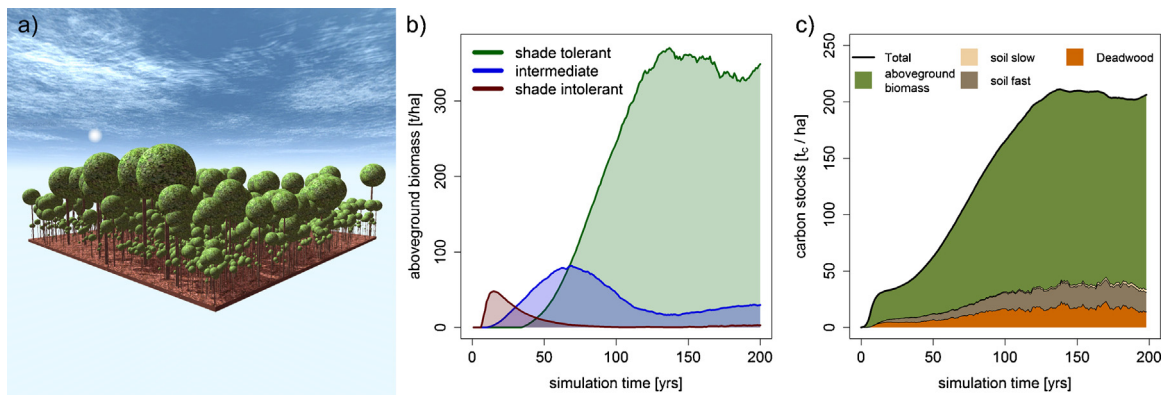 a)
b)
aboveground biomass [t/ha]
0
100
200
300
shade tolerant
intermediate
shade intolerant
0
50
100
150
200
simulation time [yrs]
c)
carbon stocks [t_c / ha]
0
50
100
150
200
250
Total
aboveground
biomass
soil slow
soil fast
Deadwood
0
50
100
150
200
simulation time [yrs]